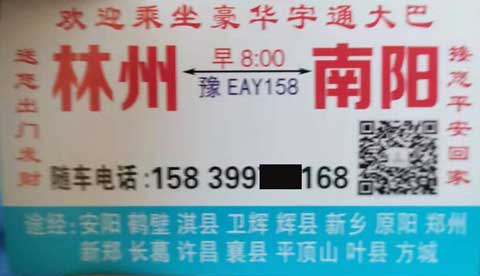 欢迎乘坐豪华宇通大巴
送您出门发财
林州
早 8:00
豫 EAY158
南阳
接您平安回家
随车电话:158 399 168
途经:安阳 鹤壁 淇县 卫辉 辉县 新乡 原阳 郑州
新郑 长葛 许昌 襄县 平顶山 叶县 方城